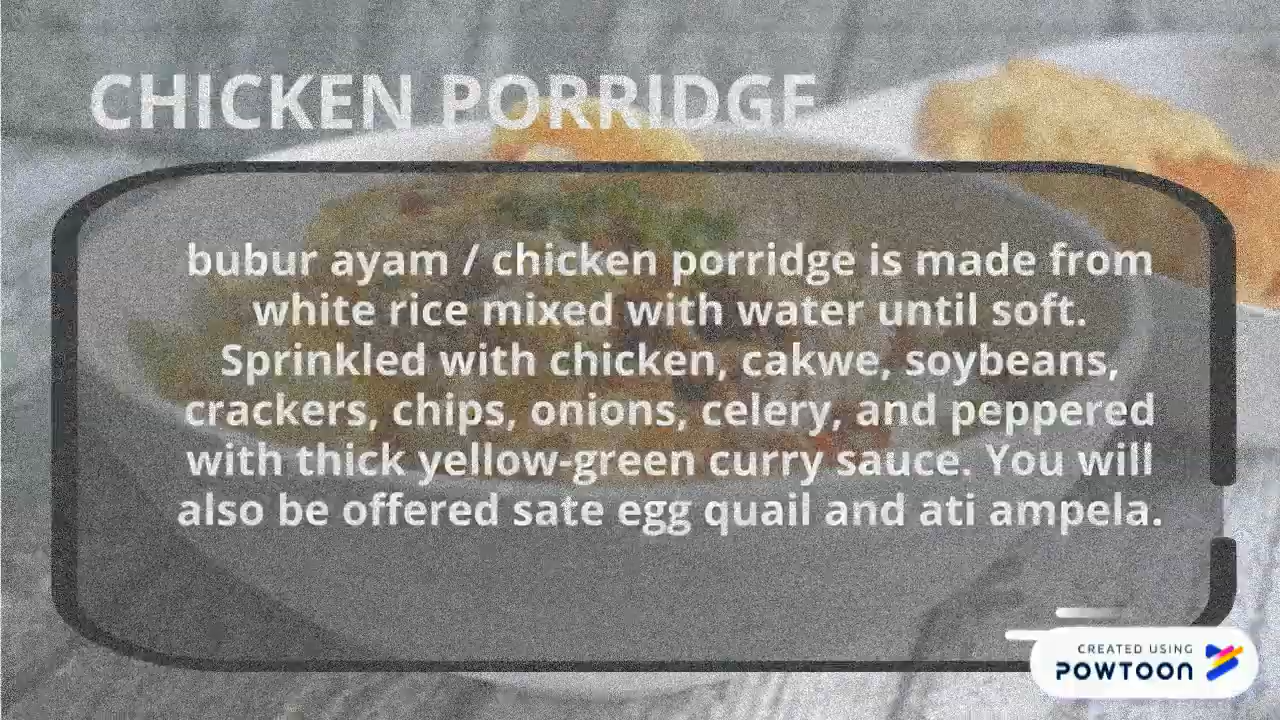 CHICKEN PORRIDGE
bubur ayam / chicken porridge is made from
white rice mixed with water until soft.
Sprinkled with chicken, cakwe, soybeans,
crackers, chips, onions, celery, and peppered
with thick yellow-green curry sauce. You will
also be offered sate egg quail and ati ampela.
CREATED USING
POWTOON